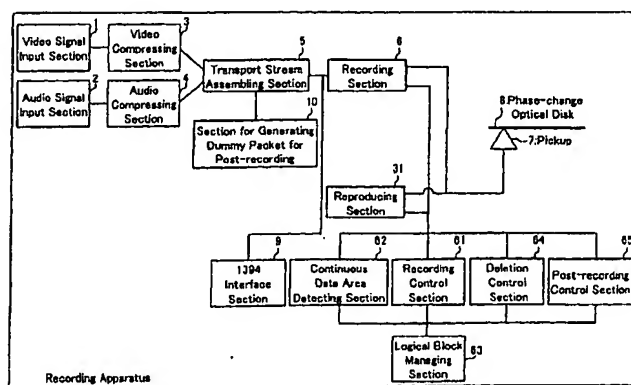 1
Video Signal
Input Section
3
Video
Compressing
Section
2
Audio Signal
Input Section
4
Audio
Compressing
Section
5
Transport Stream
Assembling Section
6
Recording
Section
10
Section for Generating
Dummy Packet for
Post-recording
8:Phase-change
Optical Disk
7:Pickup
31
Reproducing
Section
9
1394
Interface
Section
62
Continuous
Data Area
Detecting Section
61
Recording
Control
Section
64
Deletion
Control
Section
65
Post-recording
Control Section
Logical Block
Managing
Section
63
Recording Apparatus